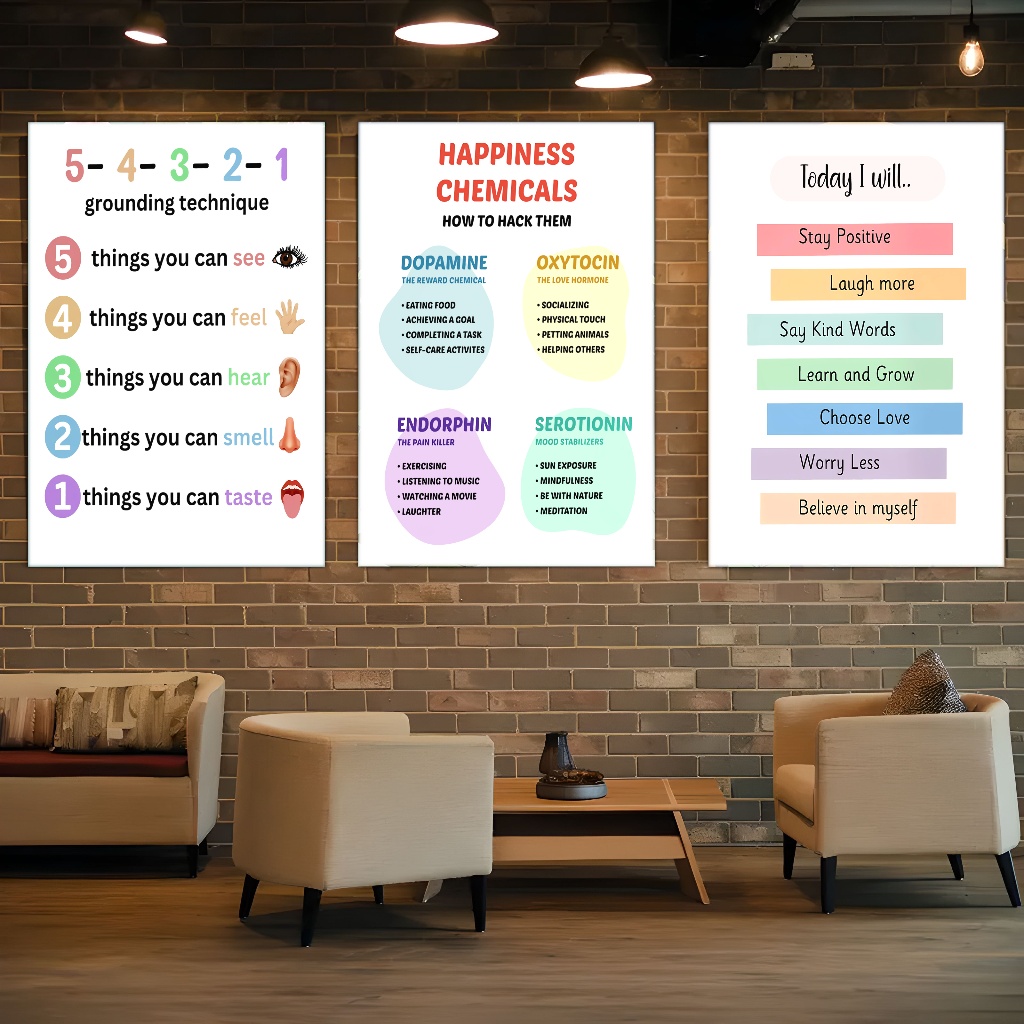 5- 4- 3- 2- 1
grounding technique
5 things you can see
4 things you can feel
3 things you can hear
2 things you can smell
1 things you can taste
HAPPINESS
CHEMICALS
HOW TO HACK THEM
DOPAMINE
THE REWARD CHEMICAL
• EATING FOOD
• ACHIEVING A GOAL
• COMPLETING A TASK
• SELF-CARE ACTIVITES
OXYTOCIN
THE LOVE HORMONE
• SOCIALIZING
• PHYSICAL TOUCH
• PETTING ANIMALS
• HELPING OTHERS
ENDORPHIN
THE PAIN KILLER
• EXERCISING
• LISTENING TO MUSIC
• WATCHING A MOVIE
• LAUGHTER
SEROTIONIN
MOOD STABILIZERS
• SUN EXPOSURE
• MINDFULNESS
• BE WITH NATURE
• MEDITATION
Today I will..
Stay Positive
Laugh more
Say Kind Words
Learn and Grow
Choose Love
Worry Less
Believe in myself